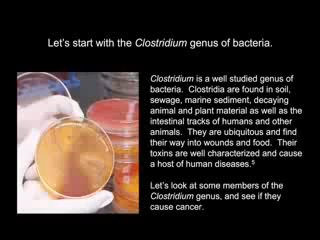 Let's start with the Clostridium genus of bacteria.
Clostridium is a well studied genus of
bacteria. Clostridia are found in soil,
sewage, marine sediment, decaying
animal and plant material as well as the
intestinal tracks of humans and other
animals. They are ubiquitous and find
their way into wounds and food. Their
toxins are well characterized and cause
a host of human diseases.5
Let's look at some members of the
Clostridium genus, and see if they
cause cancer.